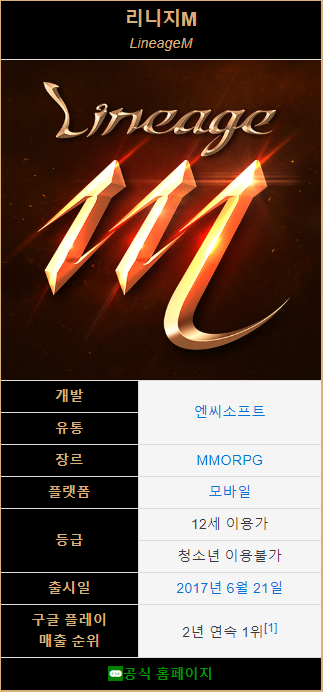 리니지M
LineageM
Lineage
M
개발
엔씨소프트
유통
장르 MMORPG
플랫폼 모바일
등급
12세 이용가
청소년 이용불가
출시일 2017년 6월 21일
구글 플레이
매출 순위
2년 연속 1위[1]
공식 홈페이지